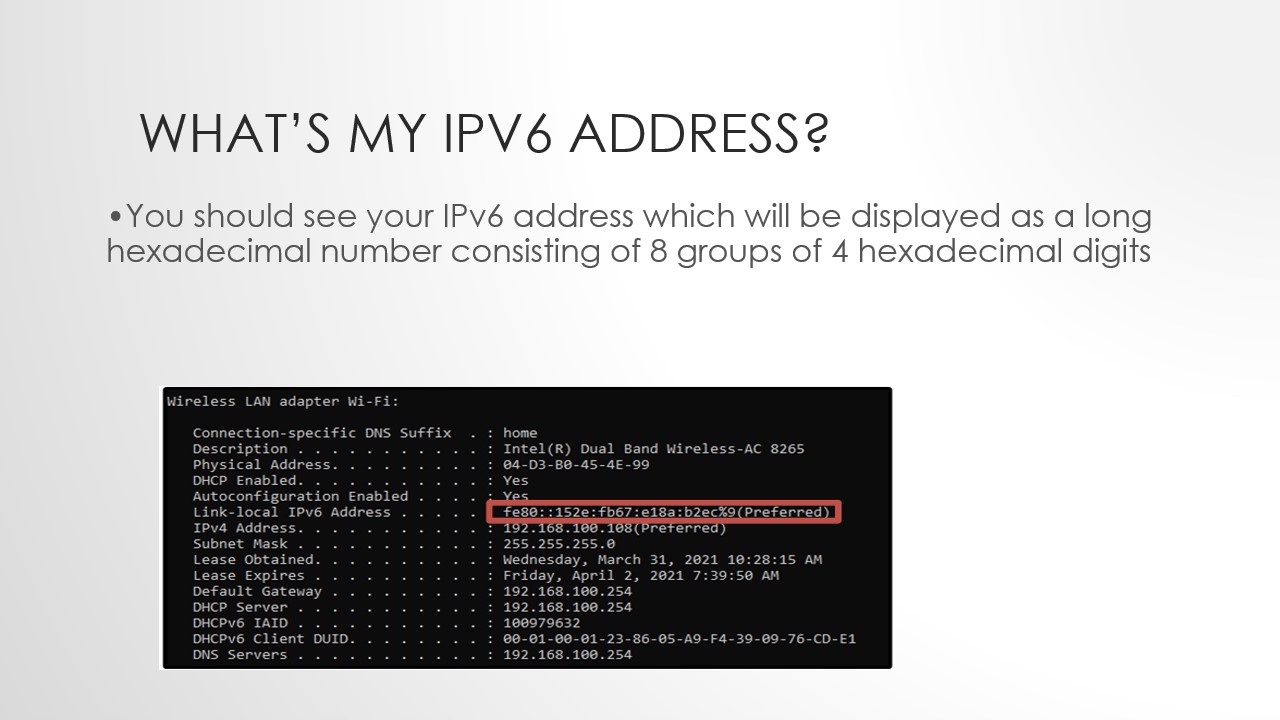 WHAT’S MY IPV6 ADDRESS?
•You should see your IPv6 address which will be displayed as a long
hexadecimal number consisting of 8 groups of 4 hexadecimal digits
Wireless LAN adapter Wi-Fi:
Connection-specific DNS Suffix . : home
Description . . . . . . . . . . . : Intel(R) Dual Band Wireless-AC 8265
Physical Address. . . . . . . . . : 04-D3-B0-45-4E-99
DHCP Enabled. . . . . . . . . . . : Yes
Autoconfiguration Enabled . . . . : Yes
Link-local IPv6 Address . . . . . fe80::152e:fb67:e18a:b2ec%9(Preferred)
IPv4 Address. . . . . . . . . . . : 192.168.100.108(Preferred)
Subnet Mask . . . . . . . . . . . : 255.255.255.0
Lease Obtained. . . . . . . . . . : Wednesday, March 31, 2021 10:28:15 AM
Lease Expires . . . . . . . . . . : Friday, April 2, 2021 7:39:50 AM
Default Gateway . . . . . . . . . : 192.168.100.254
DHCP Server . . . . . . . . . . . : 192.168.100.254
DHCPv6 IAID . . . . . . . . . . . : 100979632
DHCPv6 Client DUID. . . . . . . . : 00-01-00-01-23-86-05-A9-F4-39-09-76-CD-E1
DNS Servers . . . . . . . . . . . : 192.168.100.254